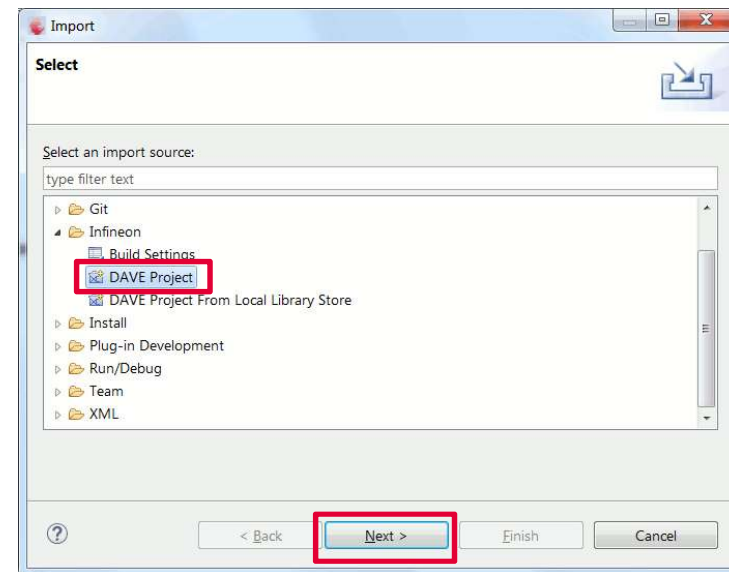 Import
Select
Select an import source:
type filter text
Git
Infineon
Build Settings
DAVE Project
DAVE Project From Local Library Store
Install
Plug-in Development
Run/Debug
Team
XML
?
< Back
Next >
Finish
Cancel